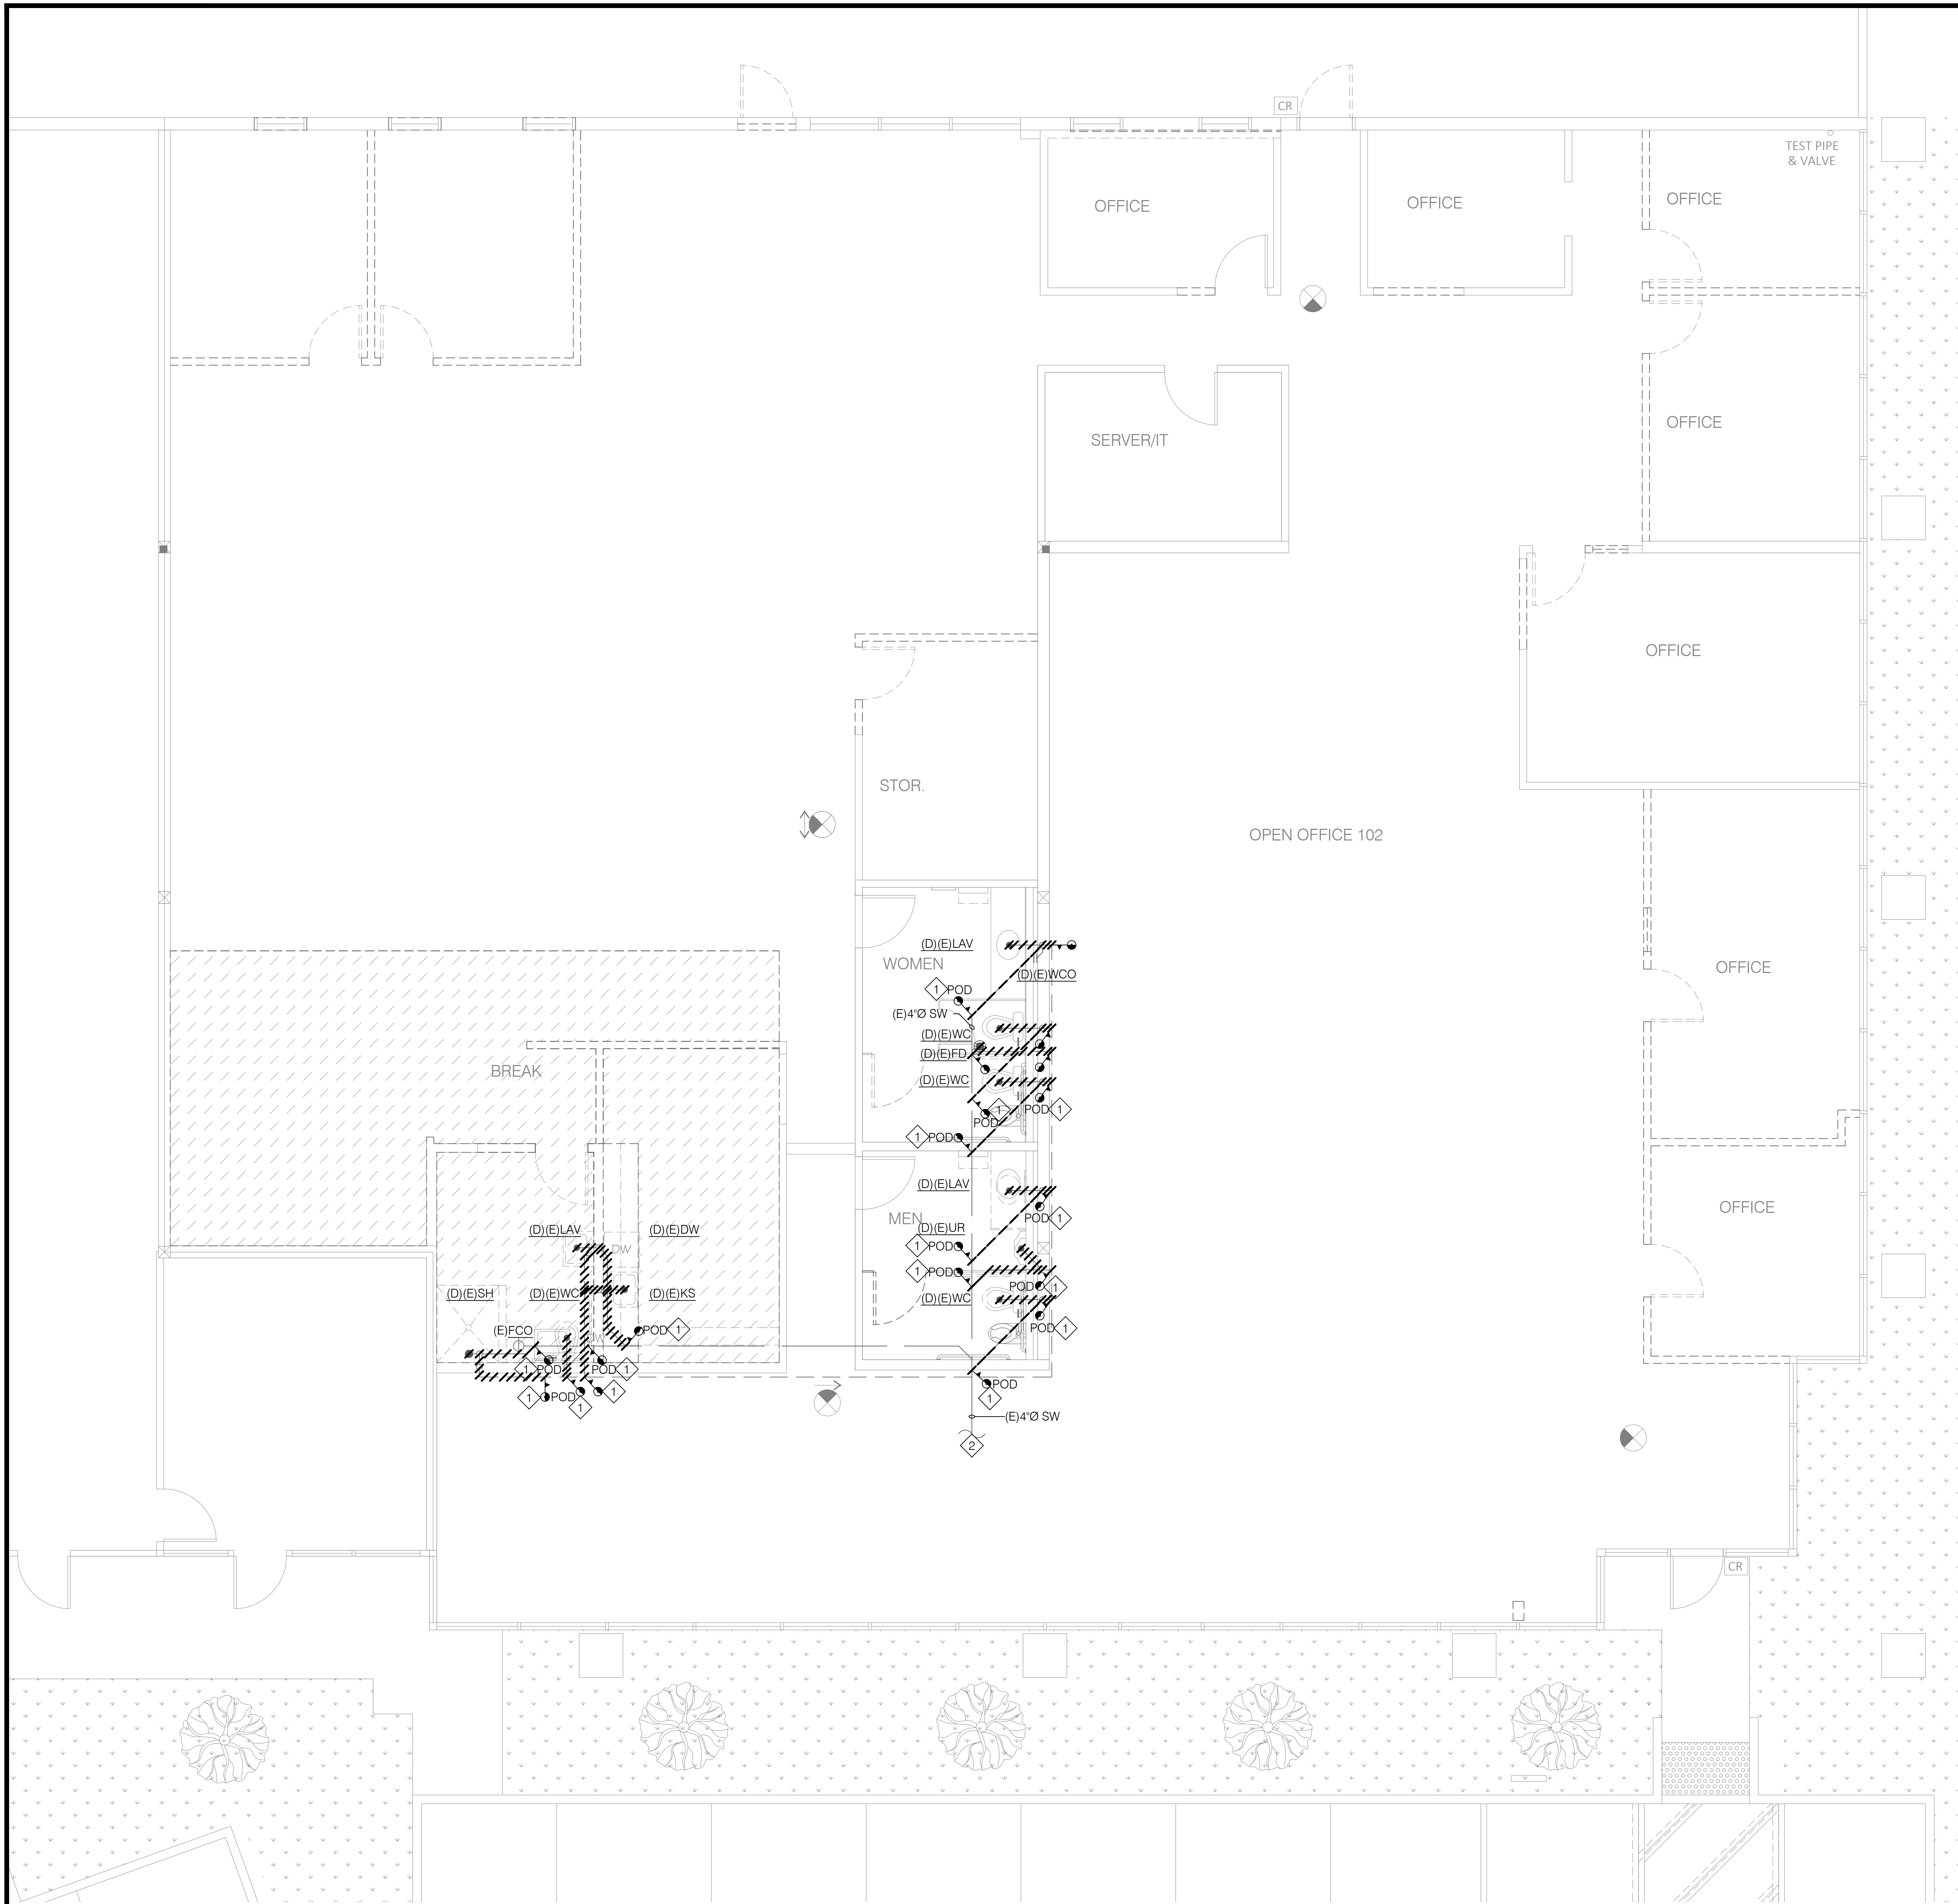 CR
TEST PIPE
& VALVE
OFFICE
OFFICE
OFFICE
OFFICE
SERVER/IT
OFFICE
STOR.
OPEN OFFICE 102
(D)(E)LAV
WOMEN
(D)(E)WCO
OFFICE
1
POD
(E)4"Ø SW
(D)(E)WC
(D)(E)FD
BREAK
(D)(E)WC
1
POD
1
POD
1
POD
(D)(E)LAV
OFFICE
MEN
POD
1
(D)(E)UR
(D)(E)LAV
(D)(E)DW
1
POD
DW
1
POD
POD
1
(D)(E)SH
(D)(E)WC
(D)(E)KS
(D)(E)WC
(E)FCO
POD
1
POD
1
DW
1
POD
POD
1
POD
1
1
POD
1
1
(E)4"Ø SW
2
CR